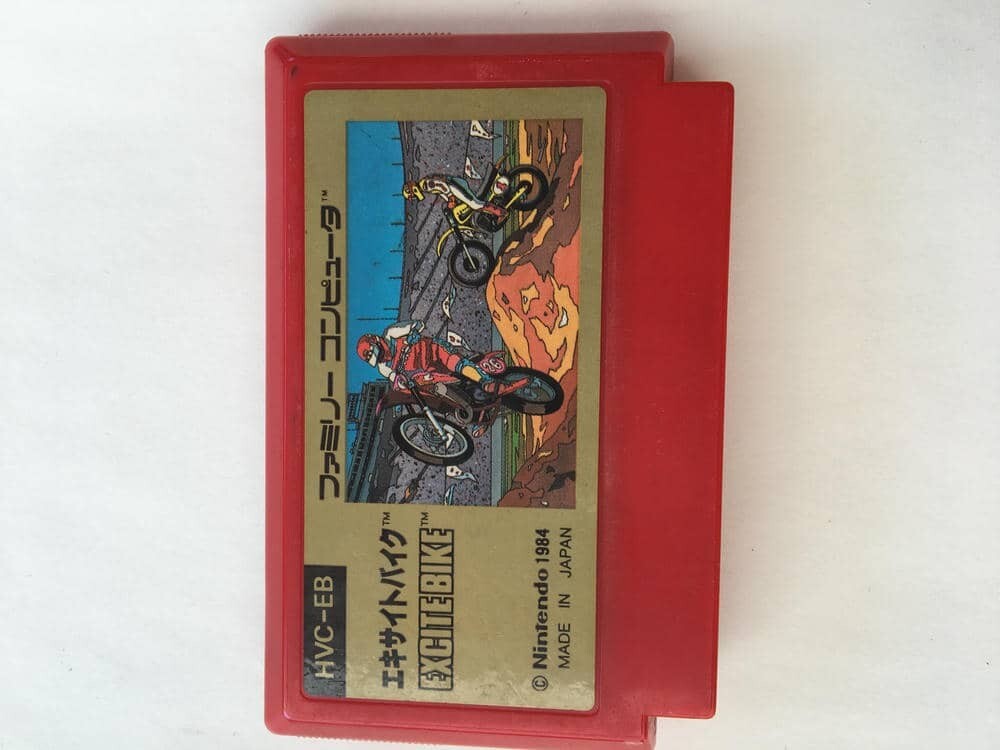 ファミリー コンピュータ™
HVC-EB
エキサイトバイク™
EXCITEBIKE™
© Nintendo 1984
MADE IN JAPAN
26